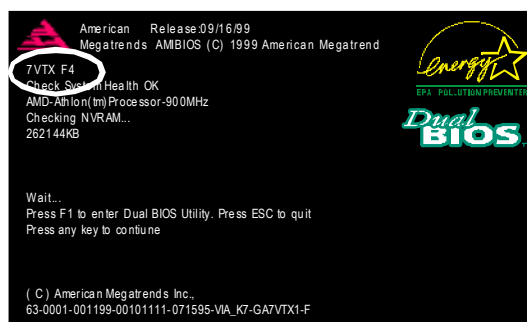 American Release:09/16/99
Megatrends AMIBIOS (C) 1999 American Megatrend
7VTX F4
Check System Health OK
AMD-Athlon(tm)Processor-900MHz
Checking NVRAM...
262144KB
energy
EPA POLLUTION PREVENTER
Dual
BIOS
Wait...
Press F1 to enter Dual BIOS Utility. Press ESC to quit
Press any key to contiune
( C ) American Megatrends Inc.,
63-0001-001199-00101111-071595-VIA_K7-GA7VTX1-F